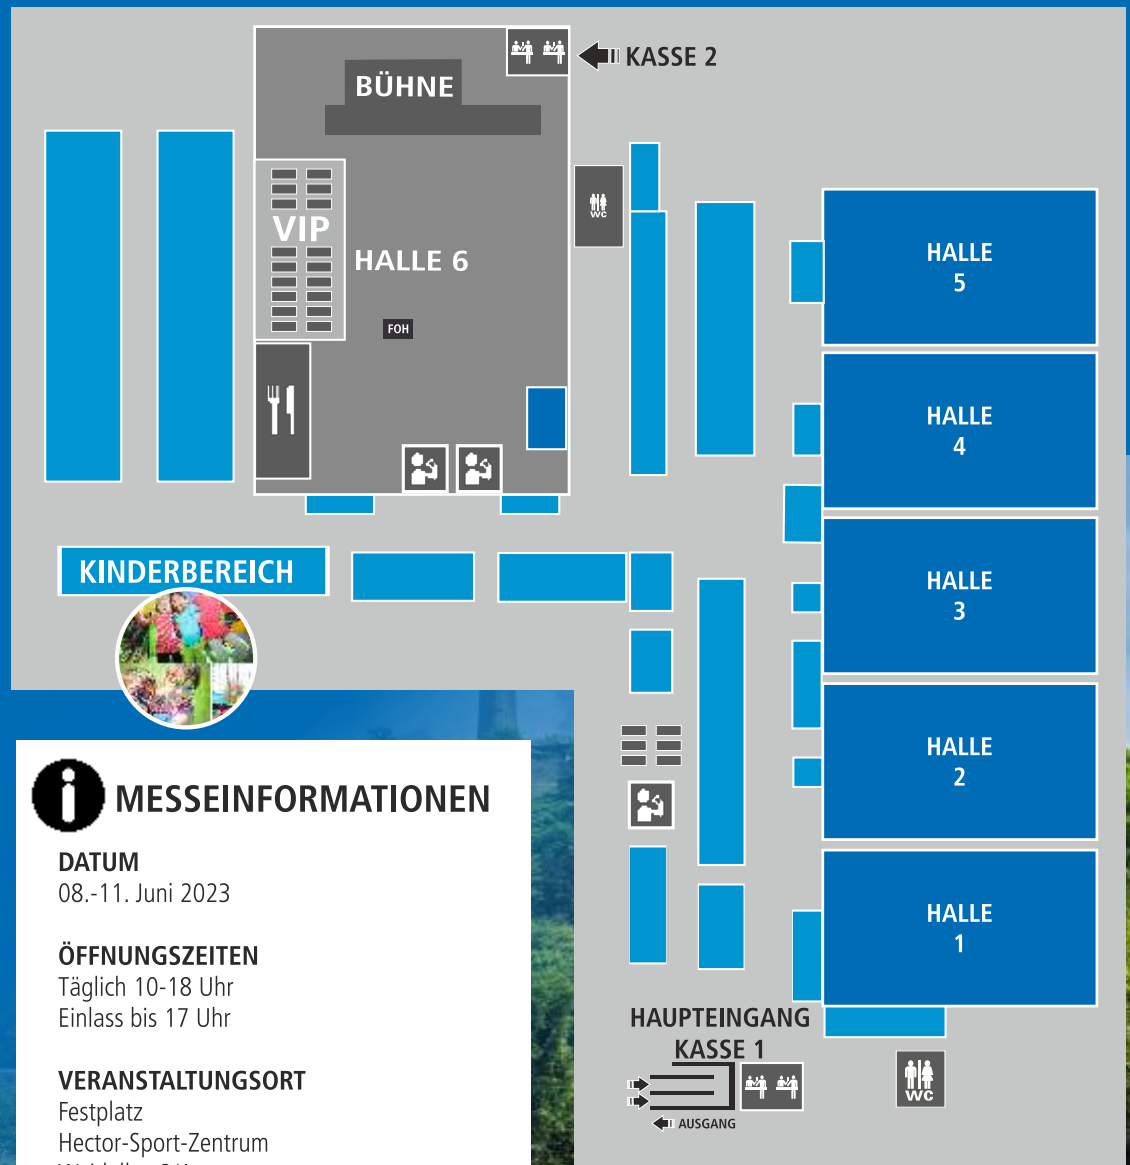 KASSE 2
BÜHNE
WC
VIP
HALLE 6
FOH
HALLE
5
HALLE
4
KINDERBEREICH
HALLE
3
HALLE
2
HALLE
1
HAUPTEINGANG
KASSE 1
WC
AUSGANG
MESSEINFORMATIONEN
DATUM
08.-11. Juni 2023
ÖFFNUNGSZEITEN
Täglich 10-18 Uhr
Einlass bis 17 Uhr
VERANSTALTUNGSORT
Festplatz
Hector-Sport-Zentrum